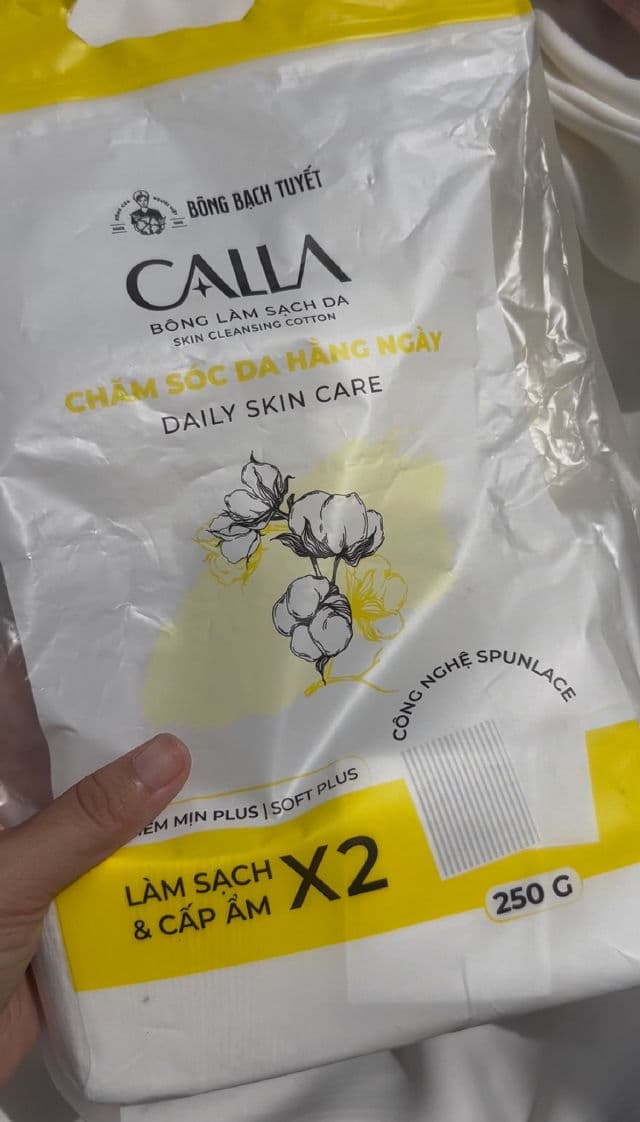 BÔNG BẠCH TUYẾT
CALLA
BÔNG LÀM SẠCH DA
SKIN CLEANSING COTTON
CHĂM SÓC DA HẰNG NGÀY
DAILY SKIN CARE
CÔNG NGHỆ SPUNLACE
MỊN PLUS | SOFT PLUS
LÀM SẠCH
& CẤP ẨM
X2
250 G